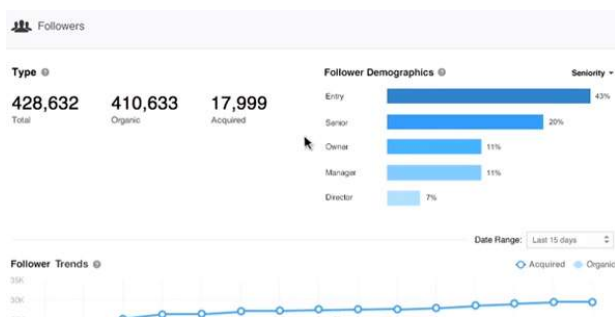 Followers
Type
Follower Demographics
Seniority
428,632
410,633
17,999
Total
Organic
Acquired
Entry
43%
Senior
20%
Owner
11%
Manager
11%
Director
7%
Date Range: Last 15 days
Follower Trends
Acquired
Organic
35K
30K